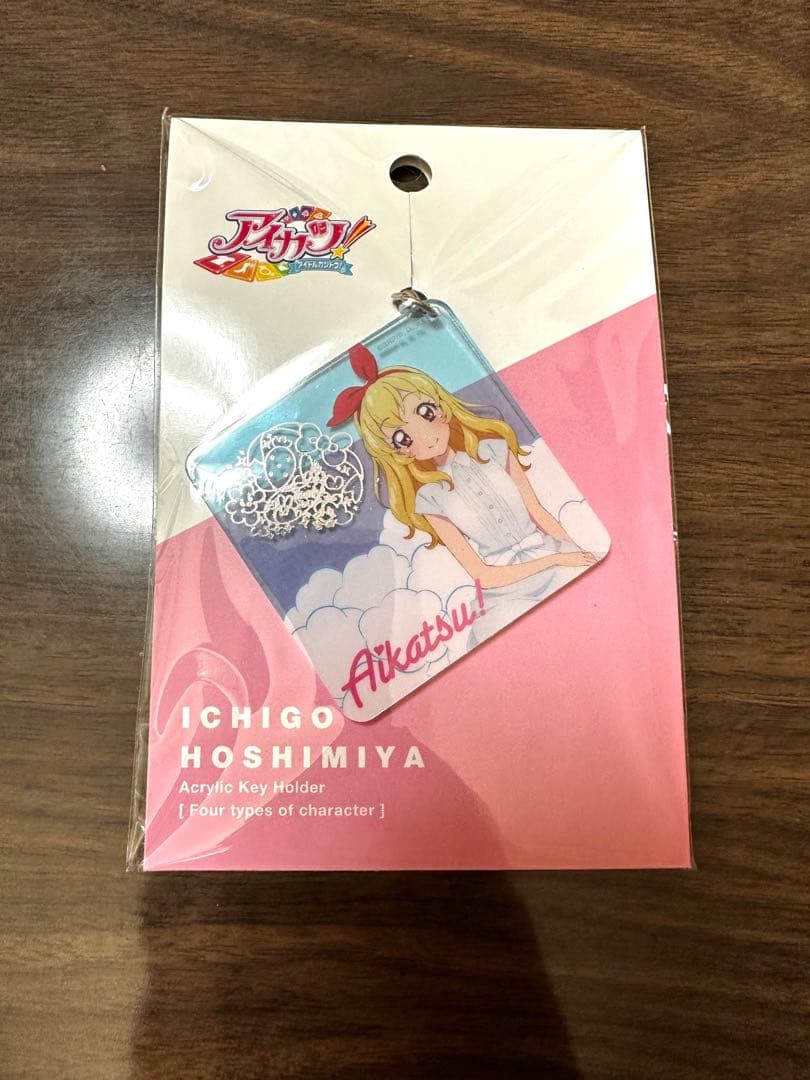 アイカツ!
アイドルカツドウ!
Aikatsu!
ICHIGO
HOSHIMIYA
Acrylic Key Holder
[ Four types of character ]